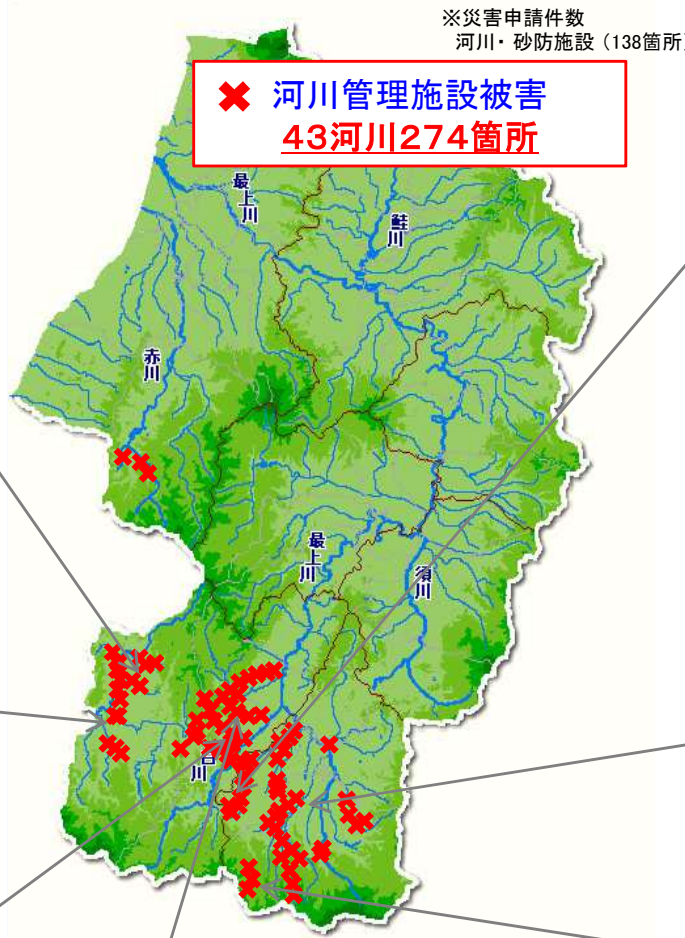 ※災害申請件数
河川・砂防施設（138箇所）
✖ 河川管理施設被害
43河川274箇所
最上川
鮭川
赤川
最上川
須川
川